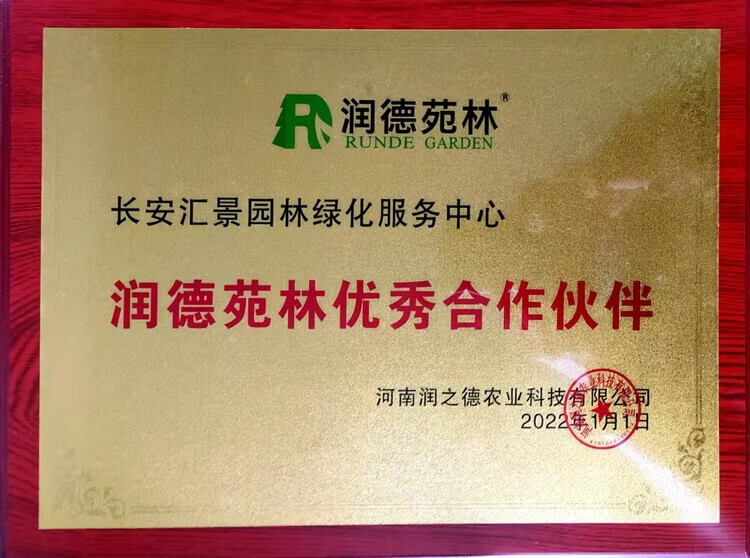 润德苑林®
RUNDE GARDEN
长安汇景园林绿化服务中心
润德苑林优秀合作伙伴
河南润之德农业科技有限公司
2022年1月1日